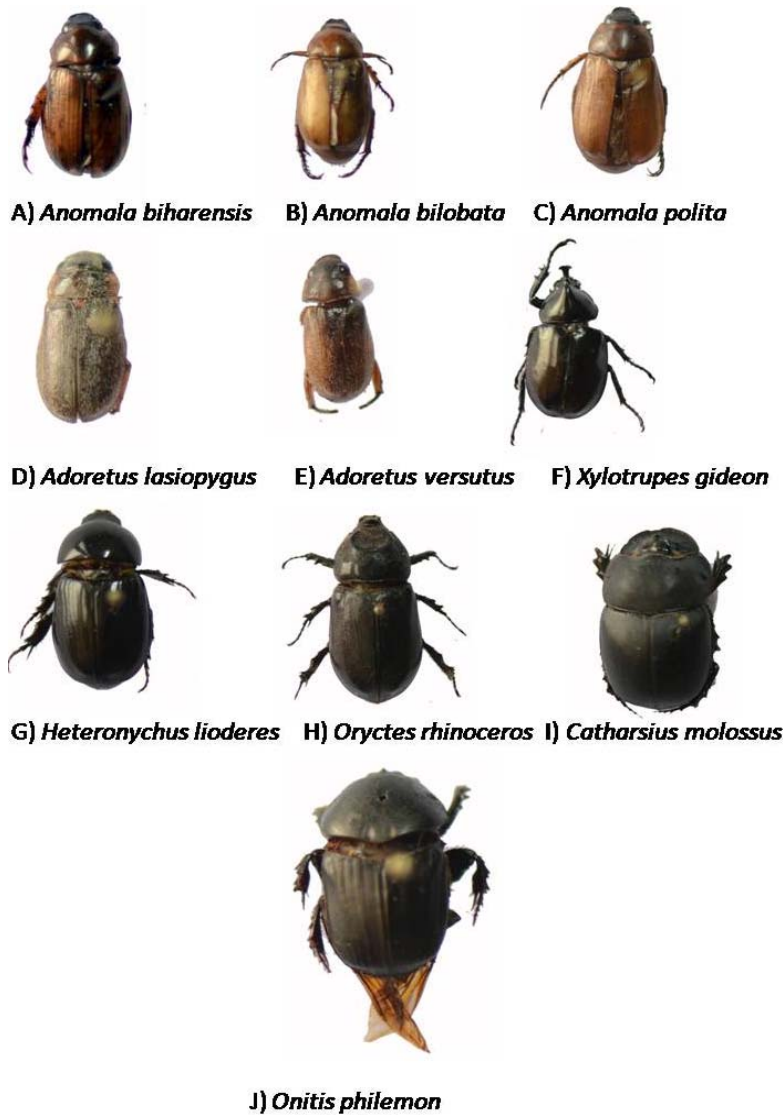 A) Anomala biharensis B) Anomala bilobata C) Anomala polita
D) Adoretus lasiopygus E) Adoretus versutus F) Xylotrupes gideon
G) Heteronychus lioderes H) Oryctes rhinoceros I) Catharsius molossus
J) Onitis philemon